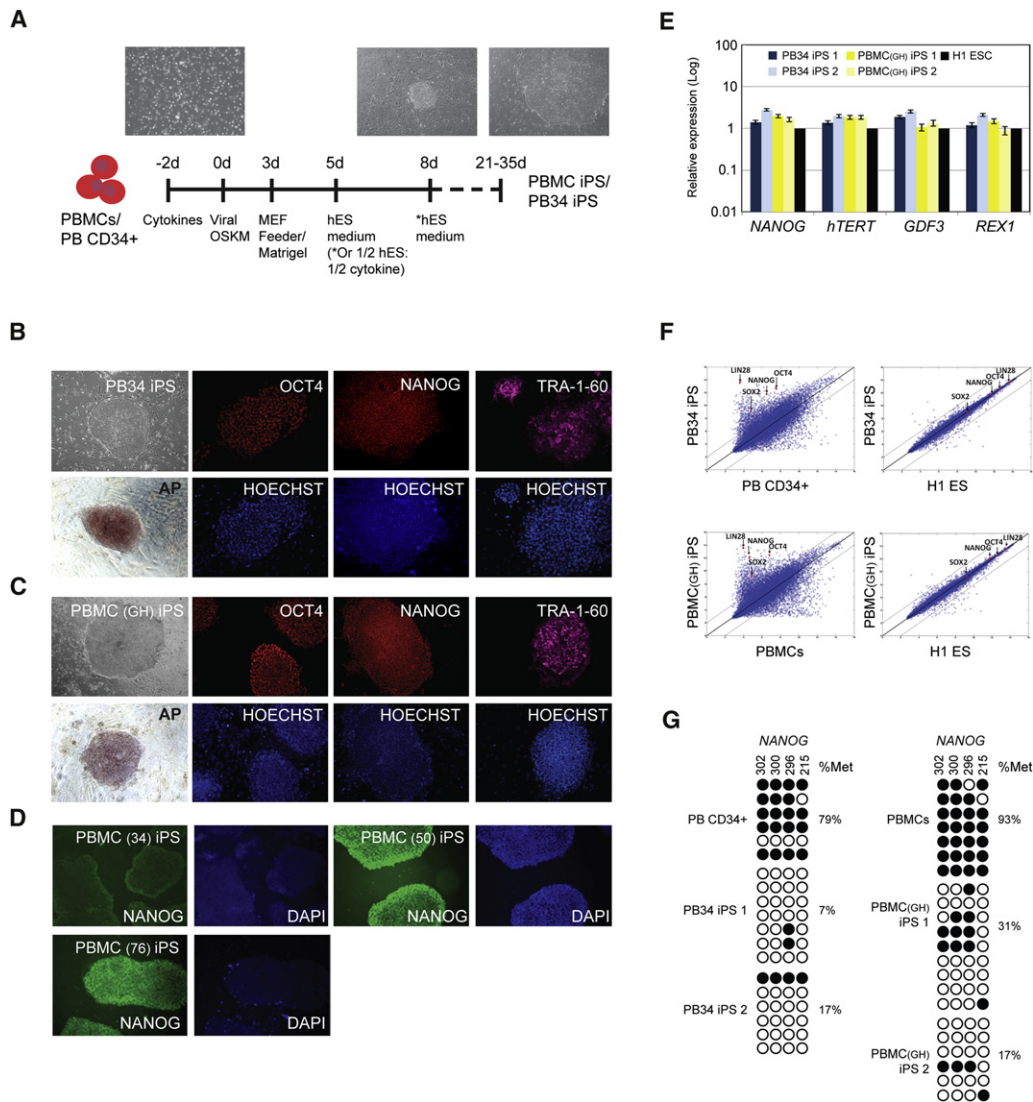 A
-2d 0d 3d 5d 8d 21-35d
PBMCs/
PB CD34+
Cytokines
Viral
OSKM
MEF
Feeder/
Matrigel
hES
medium
(*Or 1/2 hES:
1/2 cytokine)
*hES
medium
PBMC iPS/
PB34 iPS
B
PB34 iPS
OCT4
NANOG
TRA-1-60
AP
HOECHST
HOECHST
HOECHST
C
PBMC (GH) iPS
OCT4
NANOG
TRA-1-60
AP
HOECHST
HOECHST
HOECHST
D
PBMC (34) iPS
NANOG
DAPI
PBMC (50) iPS
NANOG
DAPI
PBMC (76) iPS
NANOG
DAPI
E
Relative expression (Log)
100
10
1
0.1
0.01
PB34 iPS 1
PBMC(GH) iPS 1
H1 ESC
PB34 iPS 2
PBMC(GH) iPS 2
NANOG hTERT GDF3 REX1
F
PB34 iPS
LIN28
NANOG
OCT4
SOX2
PB CD34+
PB34 iPS
LIN28
OCT4
NANOG
SOX2
H1 ES
PBMC(GH) iPS
LIN28
NANOG
OCT4
SOX2
PBMCs
PBMC(GH) iPS
LIN28
OCT4
NANOG
SOX2
H1 ES
G
NANOG
302 300 296 215
%Met
PB CD34+ 79%
PB34 iPS 1 7%
PB34 iPS 2 17%
NANOG
302 300 296 215
%Met
PBMCs 93%
PBMC(GH)
iPS 1
31%
PBMC(GH)
iPS 2
17%